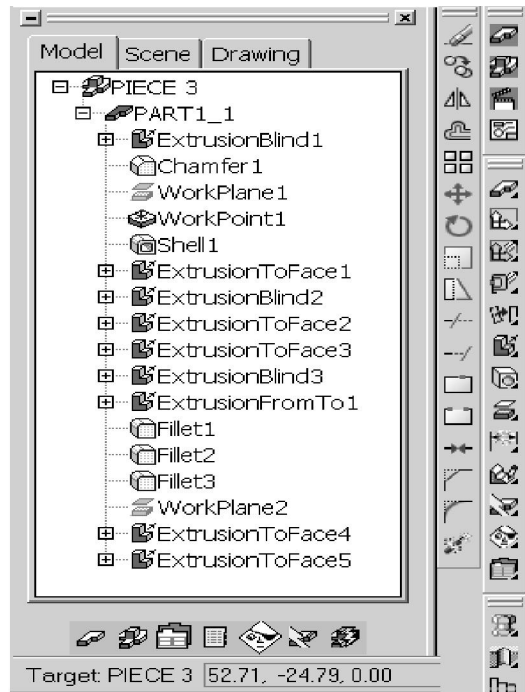 Model Scene Drawing
PIECE 3
PART1_1
ExtrusionBlind1
Chamfer1
WorkPlane1
WorkPoint1
Shell1
ExtrusionToFace1
ExtrusionBlind2
ExtrusionToFace2
ExtrusionToFace3
ExtrusionBlind3
ExtrusionFromTo1
Fillet1
Fillet2
Fillet3
WorkPlane2
ExtrusionToFace4
ExtrusionToFace5
Target: PIECE 3 52.71, -24.79, 0.00